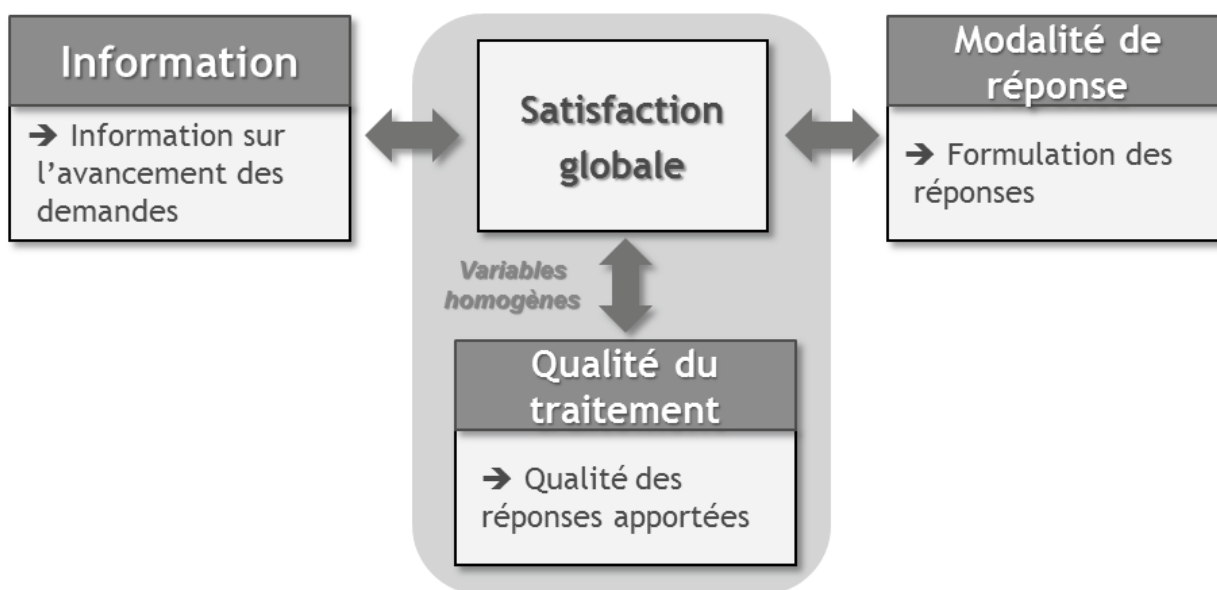 Information
➔ Information sur
l'avancement des
demandes
Satisfaction
globale
Modalité de
réponse
➔ Formulation des
réponses
Variables
homogènes
Qualité du
traitement
➔ Qualité des
réponses apportées